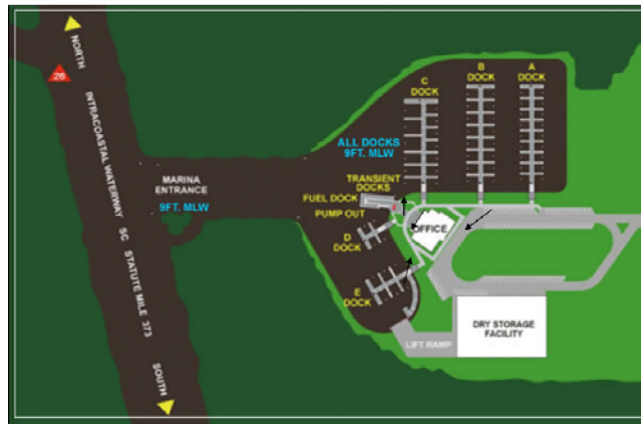 NORTH
26
INTRACOASTAL WATERWAY SC STATUTE MILE 373
SOUTH
MARINA
ENTRANCE
9FT. MLW
C
DOCK
B
DOCK
A
DOCK
ALL DOCKS
9FT. MLW
TRANSIENT
DOCKS
FUEL DOCK
PUMP OUT
D
DOCK
OFFICE
E
DOCK
LIFT RAMP
DRY STORAGE
FACILITY